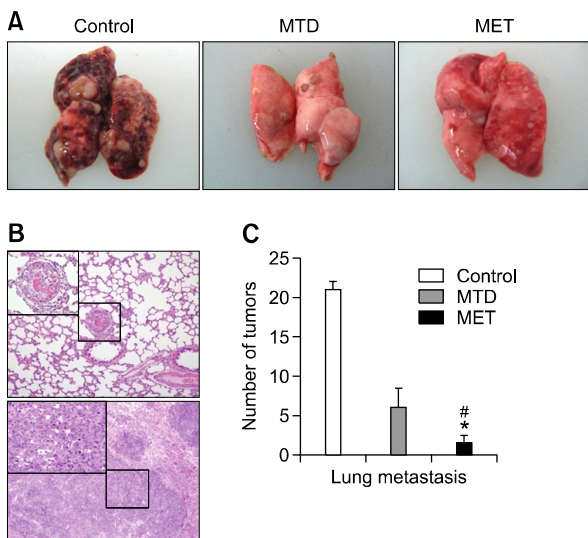 A
Control
MTD
MET
B
C
25
20
15
10
5
0
Number of tumors
Control
MTD
MET
#
*
Lung metastasis